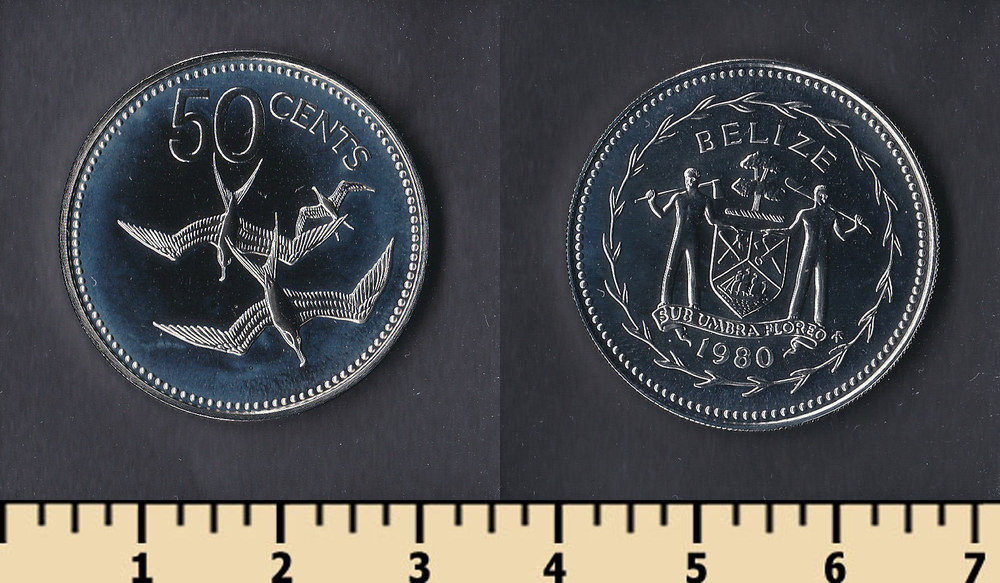 50 CENTS
BELIZE
SUB UMBRA FLOREO
1980
1 2 3 4 5 6 7